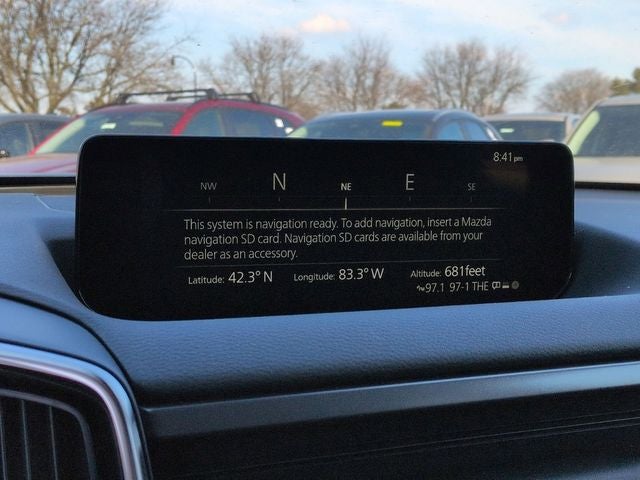 8:41pm
NW N NE E SE
This system is navigation ready. To add navigation, insert a Mazda
navigation SD card. Navigation SD cards are available from your
dealer as an accessory.
Latitude: 42.3° N Longitude: 83.3° W Altitude: 681feet
97.1 97-1 THE